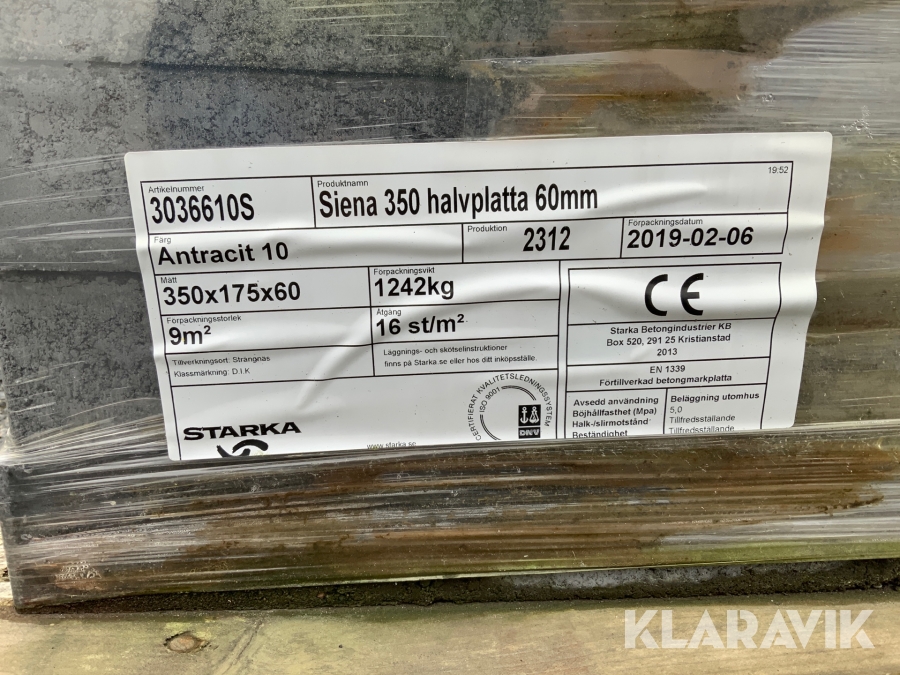 19:52
Artikelnummer
3036610S
Produktnamn
Siena 350 halvplatta 60mm
Färg
Antracit 10
Produktion
2312
Förpackningsdatum
2019-02-06
Mått
350x175x60
Förpackningsvikt
1242kg
Förpackningsstorlek
9m²
Åtgång
16 st/m²
Tillverkningsort: Strängnäs
Klassmärkning: D.I.K
Läggnings- och skötselinstruktioner
finns på Starka.se eller hos ditt inköpsställe.
CE
Starka Betongindustrier KB
Box 520, 291 25 Kristianstad
2013
EN 1339
Förtillverkad betongmarkplatta
Avsedd användning Beläggning utomhus
Böjhållfasthet (Mpa) 5,0
Halk-/slirmotstånd Tillfredsställande
Beständighet Tillfredsställande
STARKA
www.starka.se
CERTIFIERAT KVALITETSLEDNINGSSYSTEM
ISO 9001
DNV
KLARAVIK